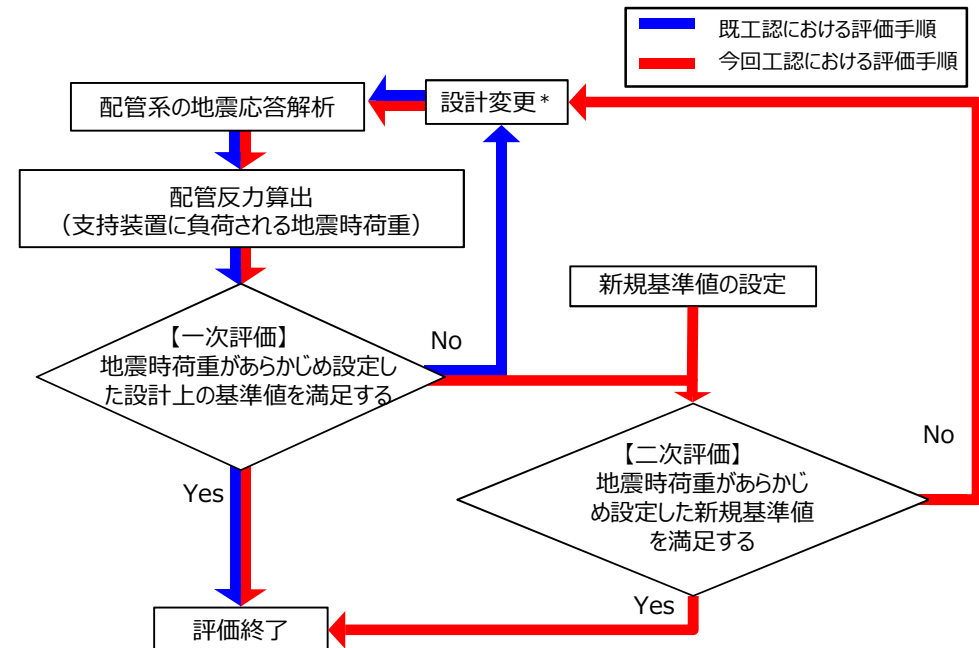 既工認における評価手順
今回工認における評価手順
設計変更*
配管系の地震応答解析
配管反力算出
（支持装置に負荷される地震時荷重）
新規基準値の設定
【一次評価】
地震時荷重があらかじめ設定し
た設計上の基準値を満足する
No
【二次評価】
地震時荷重があらかじ
め設定した新規基準値
を満足する
No
Yes
Yes
評価終了